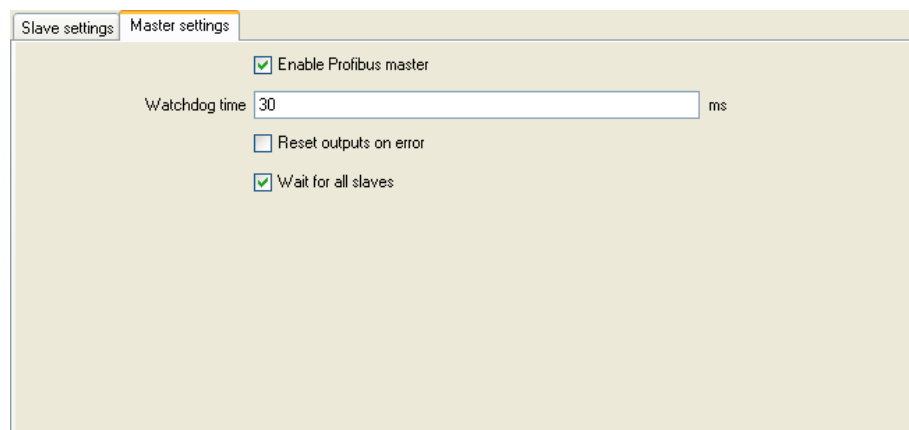 Slave settings Master settings
Enable Profibus master
Watchdog time 30 ms
Reset outputs on error
Wait for all slaves